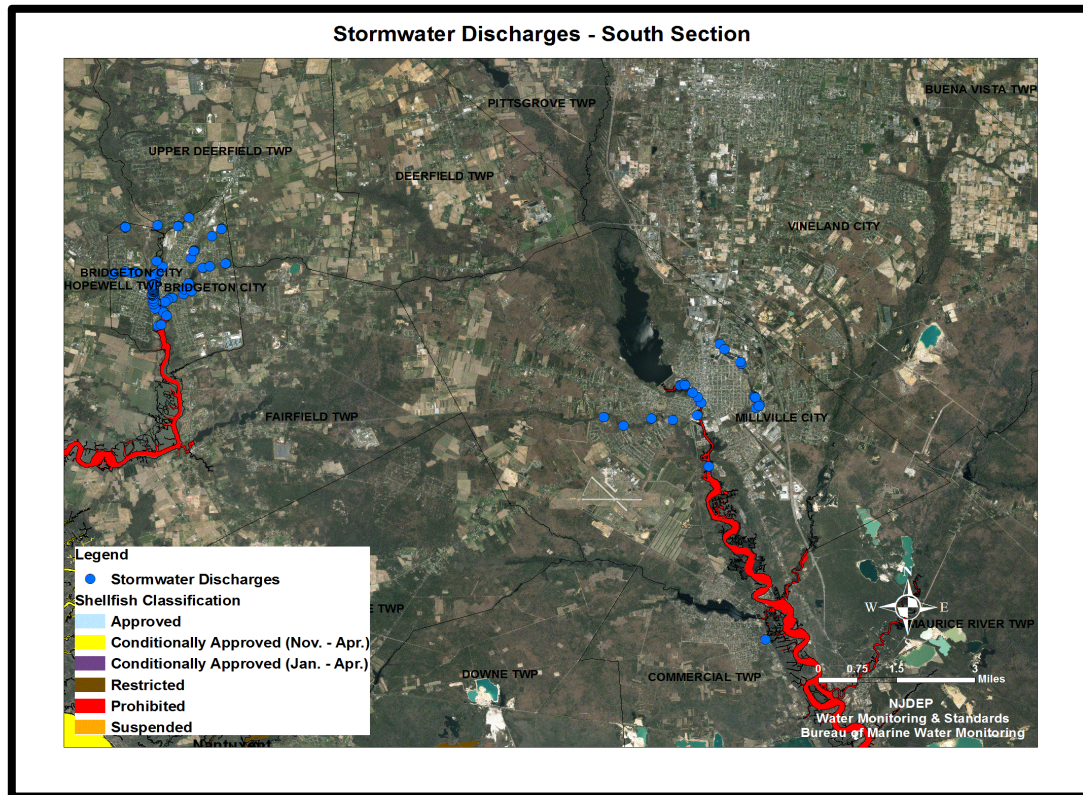 Stormwater Discharges - South Section
BUENA VISTA TWP
PITTSGROVE TWP
UPPER DEERFIELD TWP
DEERFIELD TWP
VINELAND CITY
BRIDGETON CITY
HOPEWELL TWP
BRIDGETON CITY
FAIRFIELD TWP
MILLVILLE CITY
Legend
Stormwater Discharges
Shellfish Classification
Approved
Conditionally Approved (Nov. - Apr.)
Conditionally Approved (Jan. - Apr.)
Restricted
Prohibited
Suspended
TWP
N
W
E
S
MAURICE RIVER TWP
DOWNE TWP
COMMERCIAL TWP
0 0.75 1.5 3
Miles
NJDEP
Water Monitoring & Standards
Bureau of Marine Water Monitoring